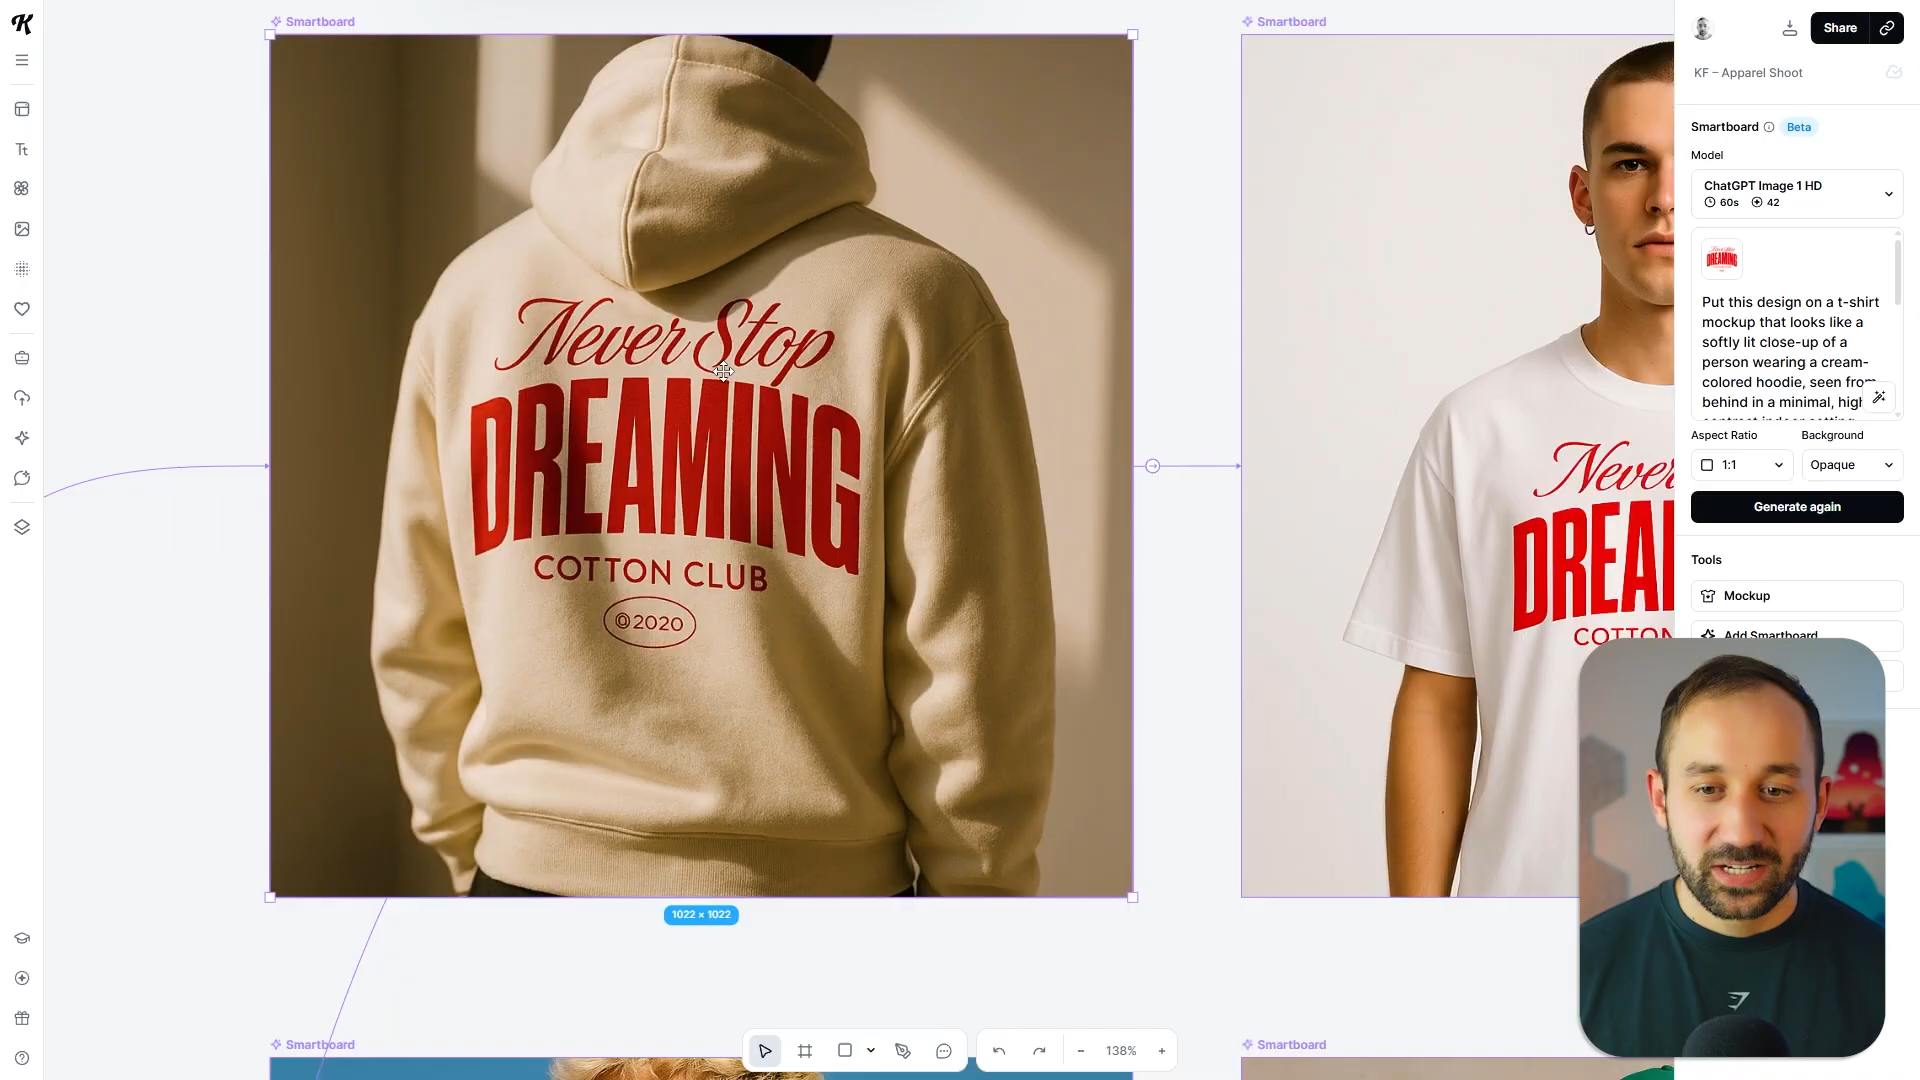 Smartboard
Smartboard
Share
KF – Apparel Shoot
Smartboard Beta
Model
ChatGPT Image 1 HD
60s 42
Never Stop
DREAMING
COTTON CLUB
©2020
Never
DREA
COTTON
Put this design on a t-shirt
mockup that looks like a
softly lit close-up of a
person wearing a cream-
colored hoodie, seen from
behind in a minimal, high
Aspect Ratio
Background
1:1
Opaque
Generate again
Tools
Mockup
Add Smartboard
1022 × 1022
Smartboard
Smartboard
138%